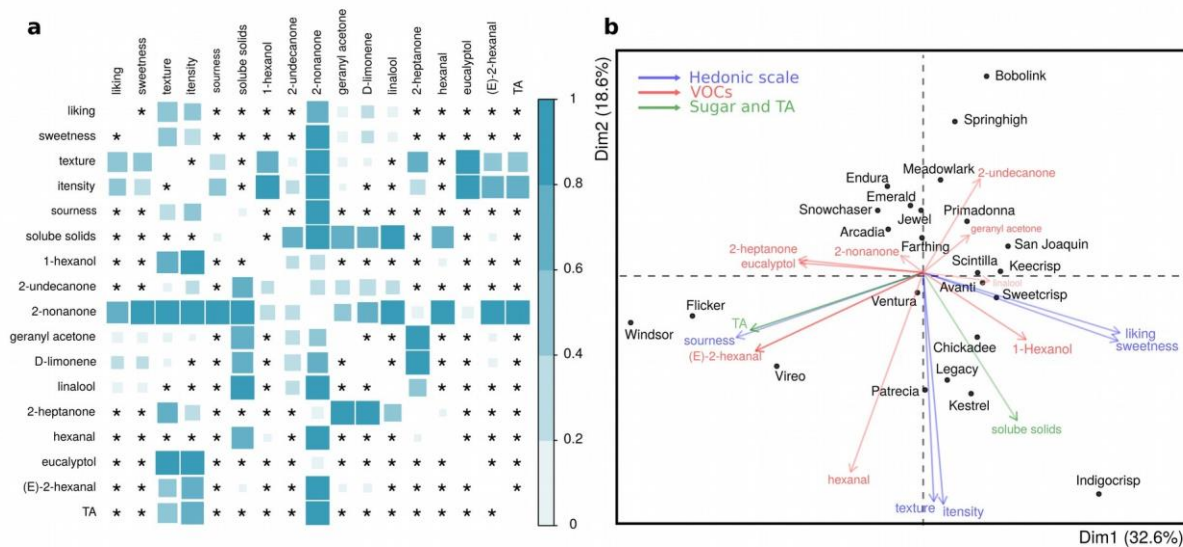 a
liking
sweetness
texture
itensity
sourness
solube solids
1-hexanol
2-undecanone
2-nonanone
geranyl acetone
D-limonene
linalool
2-heptanone
hexanal
eucalyptol
(E)-2-hexanal
TA
liking * * * * * * * * * *
sweetness * * * * * * * * * *
texture * * *
itensity * * * *
sourness * * * * * * * * * * * *
solube solids * * * * * * * *
1-hexanol * * * * * * * * * * *
2-undecanone * * * * * *
2-nonanone
geranyl acetone * * * * * *
D-limonene * * * * * *
linalool * * * * * * * *
2-heptanone * * * * * * * *
hexanal * * * * * * * * * * *
eucalyptol * * * * * * * * * * * *
(E)-2-hexanal * * * * * * * * * *
TA * * * * * * * * * * *
1
0.8
0.6
0.4
0.2
0
b
Dim2 (18.6%)
Hedonic scale
VOCs
Sugar and TA
Bobolink
Springhigh
Meadowlark
2-undecanone
Endura
Emerald
Snowchaser
Jewel
Primadonna
Arcadia
geranyl acetone
Farthing
San Joaquin
2-heptanone
2-nonanone
eucalyptol
Scintilla
Keecrisp
linalool
Avanti
Ventura
Sweetcrisp
Flicker
Windsor
TA
sourness
(E)-2-hexanal
liking
sweetness
Chickadee
1-Hexanol
Vireo
Legacy
Patrecia
Kestrel
solube solids
hexanal
texture
itensity
Indigocrisp
Dim1 (32.6%)